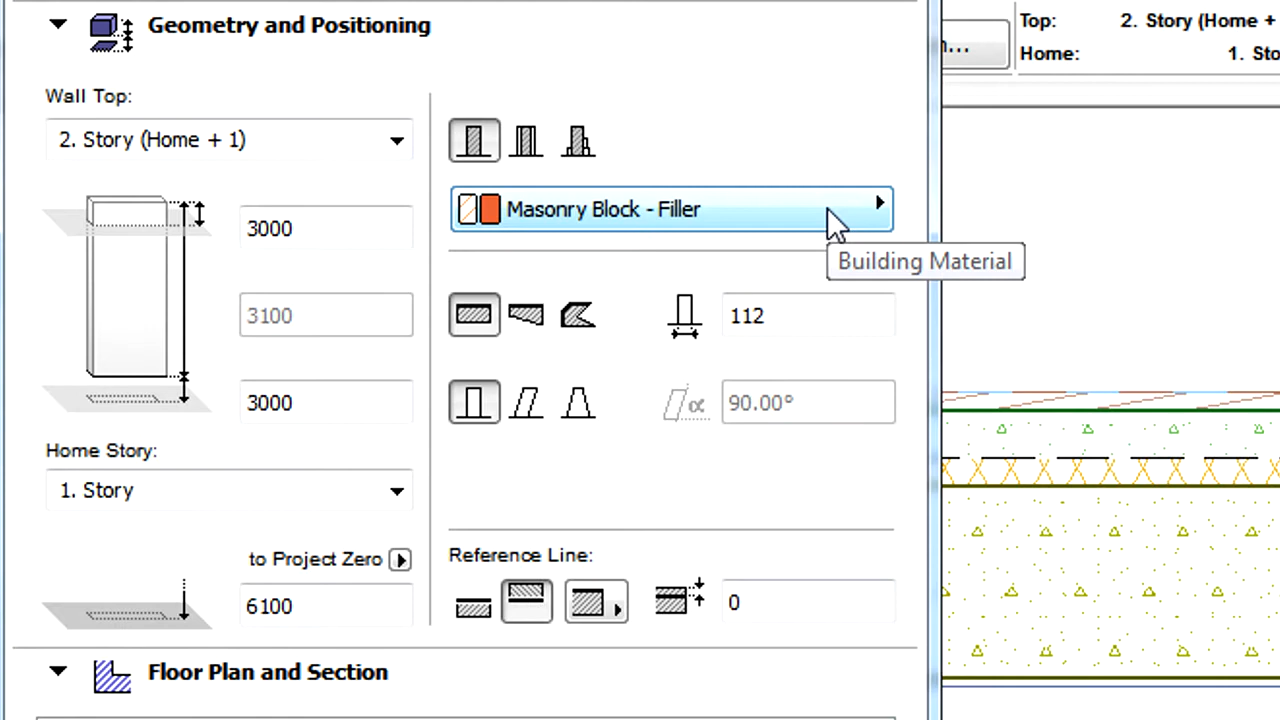 Geometry and Positioning
Wall Top:
2. Story (Home + 1)
3000
3100
3000
Home Story:
1. Story
to Project Zero
6100
Masonry Block - Filler
Building Material
112
α
90.00°
Reference Line:
0
Floor Plan and Section
...
Top: 2. Story (Home +
Home: 1. Sto